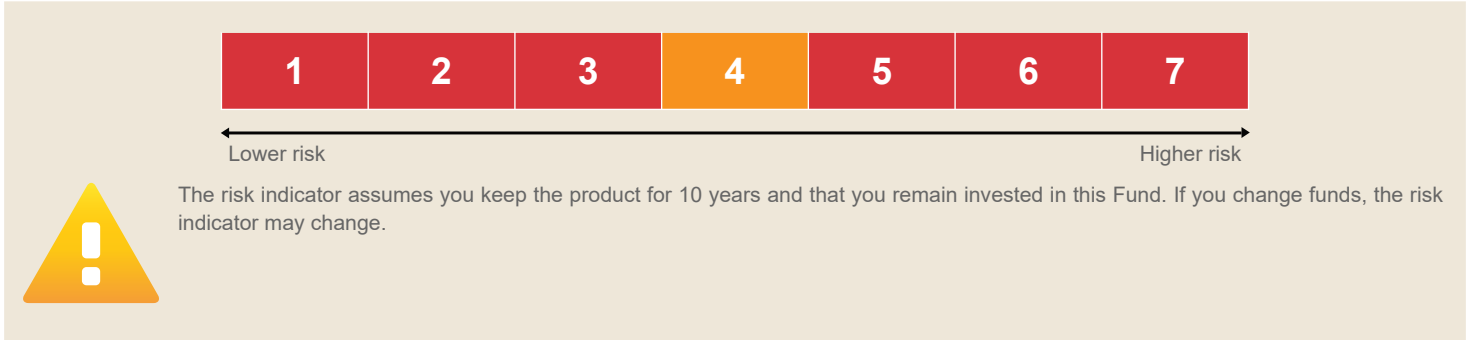 1 2 3 4 5 6 7
Lower risk Higher risk
The risk indicator assumes you keep the product for 10 years and that you remain invested in this Fund. If you change funds, the risk
indicator may change.